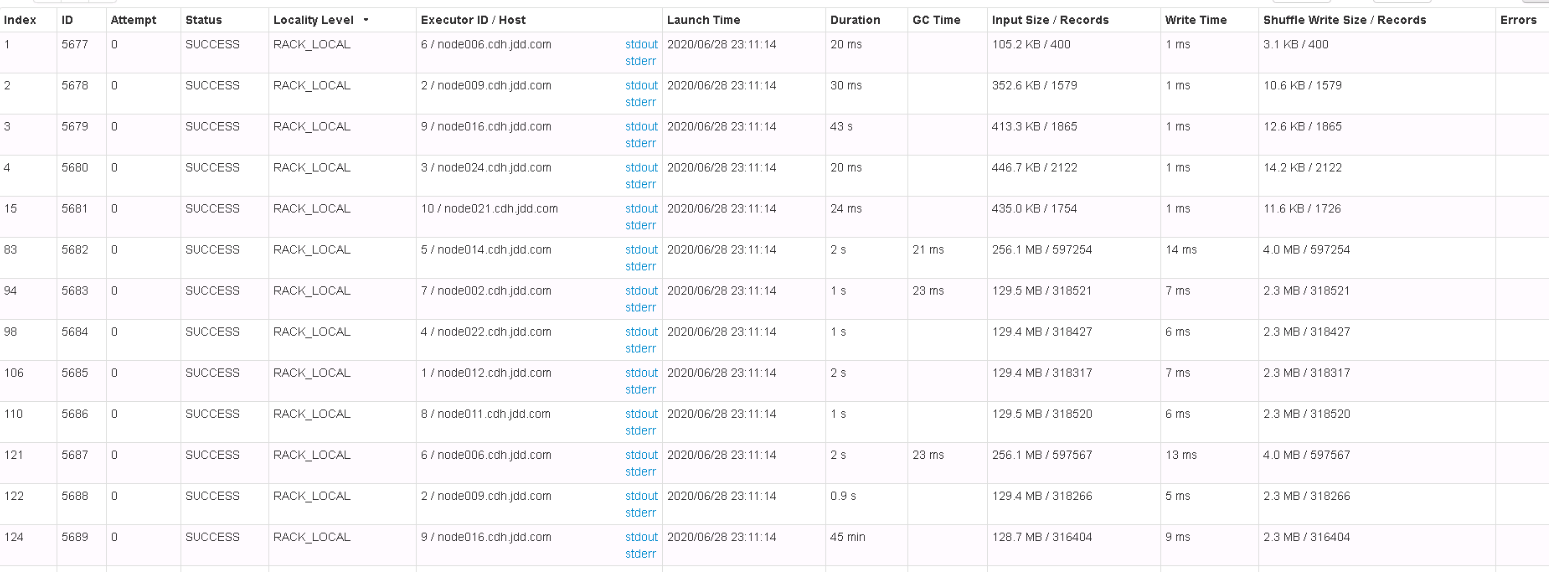 Index ID Attempt Status Locality Level Executor ID / Host Launch Time Duration GC Time Input Size / Records Write Time Shuffle Write Size / Records Errors
1 5677 0 SUCCESS RACK_LOCAL 6 / node006.cdh.jdd.com stdout 2020/06/28 23:11:14 20 ms 105.2 KB / 400 1 ms 3.1 KB / 400
stderr
2 5678 0 SUCCESS RACK_LOCAL 2 / node009.cdh.jdd.com stdout 2020/06/28 23:11:14 30 ms 352.6 KB / 1579 1 ms 10.6 KB / 1579
stderr
3 5679 0 SUCCESS RACK_LOCAL 9 / node016.cdh.jdd.com stdout 2020/06/28 23:11:14 43 s 413.3 KB / 1865 1 ms 12.6 KB / 1865
stderr
4 5680 0 SUCCESS RACK_LOCAL 3 / node024.cdh.jdd.com stdout 2020/06/28 23:11:14 20 ms 446.7 KB / 2122 1 ms 14.2 KB / 2122
stderr
15 5681 0 SUCCESS RACK_LOCAL 10 / node021.cdh.jdd.com stdout 2020/06/28 23:11:14 24 ms 435.0 KB / 1754 1 ms 11.6 KB / 1726
stderr
83 5682 0 SUCCESS RACK_LOCAL 5 / node014.cdh.jdd.com stdout 2020/06/28 23:11:14 2 s 21 ms 256.1 MB / 597254 14 ms 4.0 MB / 597254
stderr
94 5683 0 SUCCESS RACK_LOCAL 7 / node002.cdh.jdd.com stdout 2020/06/28 23:11:14 1 s 23 ms 129.5 MB / 318521 7 ms 2.3 MB / 318521
stderr
98 5684 0 SUCCESS RACK_LOCAL 4 / node022.cdh.jdd.com stdout 2020/06/28 23:11:14 1 s 129.4 MB / 318427 6 ms 2.3 MB / 318427
stderr
106 5685 0 SUCCESS RACK_LOCAL 1 / node012.cdh.jdd.com stdout 2020/06/28 23:11:14 2 s 129.4 MB / 318317 7 ms 2.3 MB / 318317
stderr
110 5686 0 SUCCESS RACK_LOCAL 8 / node011.cdh.jdd.com stdout 2020/06/28 23:11:14 1 s 129.5 MB / 318520 6 ms 2.3 MB / 318520
stderr
121 5687 0 SUCCESS RACK_LOCAL 6 / node006.cdh.jdd.com stdout 2020/06/28 23:11:14 2 s 23 ms 256.1 MB / 597567 13 ms 4.0 MB / 597567
stderr
122 5688 0 SUCCESS RACK_LOCAL 2 / node009.cdh.jdd.com stdout 2020/06/28 23:11:14 0.9 s 129.4 MB / 318266 5 ms 2.3 MB / 318266
stderr
124 5689 0 SUCCESS RACK_LOCAL 9 / node016.cdh.jdd.com stdout 2020/06/28 23:11:14 45 min 128.7 MB / 316404 9 ms 2.3 MB / 316404
stderr